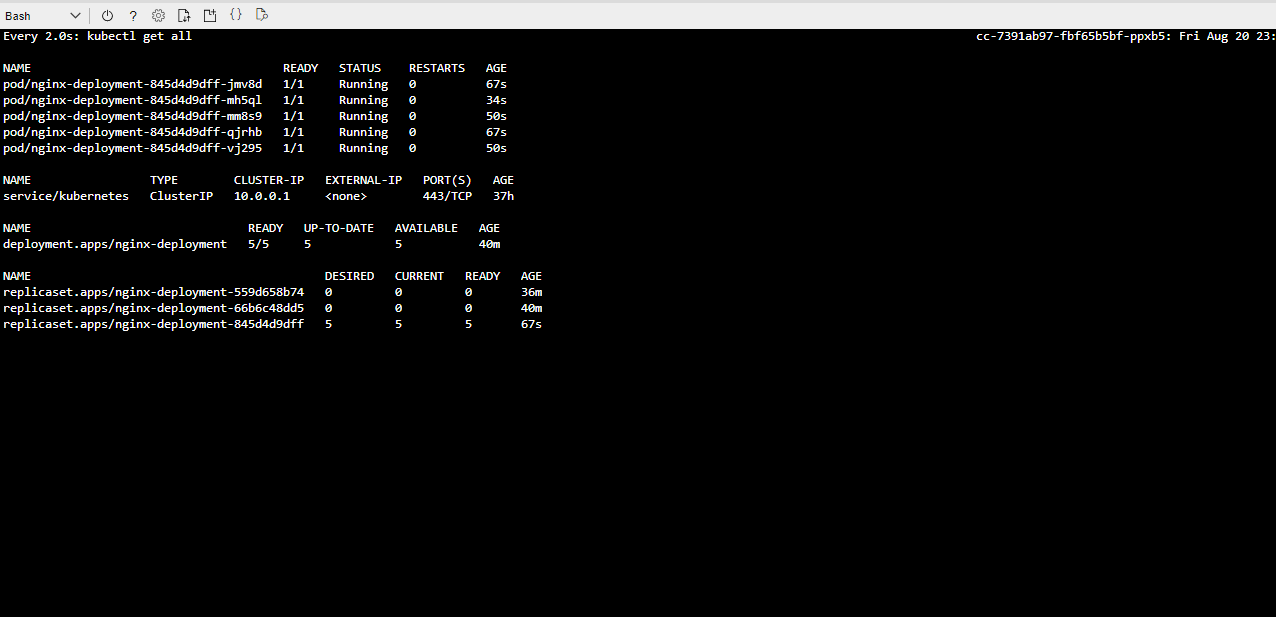 Bash ? {}
Every 2.0s: kubectl get all cc-7391ab97-fbf65b5bf-ppxb5: Fri Aug 20 23:
NAME READY STATUS RESTARTS AGE
pod/nginx-deployment-845d4d9dff-jmv8d 1/1 Running 0 67s
pod/nginx-deployment-845d4d9dff-mh5ql 1/1 Running 0 34s
pod/nginx-deployment-845d4d9dff-mm8s9 1/1 Running 0 50s
pod/nginx-deployment-845d4d9dff-qjrhb 1/1 Running 0 67s
pod/nginx-deployment-845d4d9dff-vj295 1/1 Running 0 50s
NAME TYPE CLUSTER-IP EXTERNAL-IP PORT(S) AGE
service/kubernetes ClusterIP 10.0.0.1 <none> 443/TCP 37h
NAME READY UP-TO-DATE AVAILABLE AGE
deployment.apps/nginx-deployment 5/5 5 5 40m
NAME DESIRED CURRENT READY AGE
replicaset.apps/nginx-deployment-559d658b74 0 0 0 36m
replicaset.apps/nginx-deployment-66b6c48dd5 0 0 0 40m
replicaset.apps/nginx-deployment-845d4d9dff 5 5 5 67s